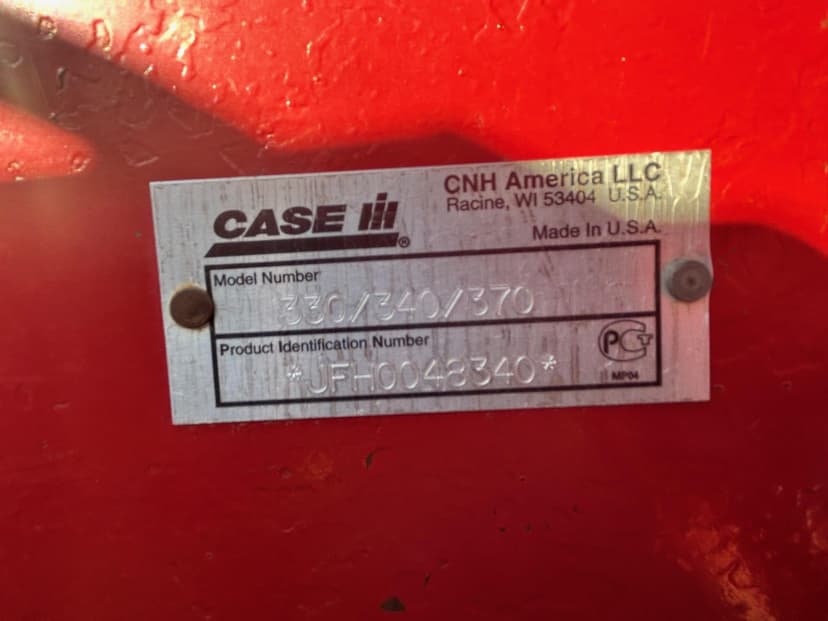 CNH America LLC
Racine, WI 53404 U.S.A.
CASE IH®
Made In U.S.A.
Model Number
330/340/370
Product Identification Number
*JFH0048340*
PCT
MP04